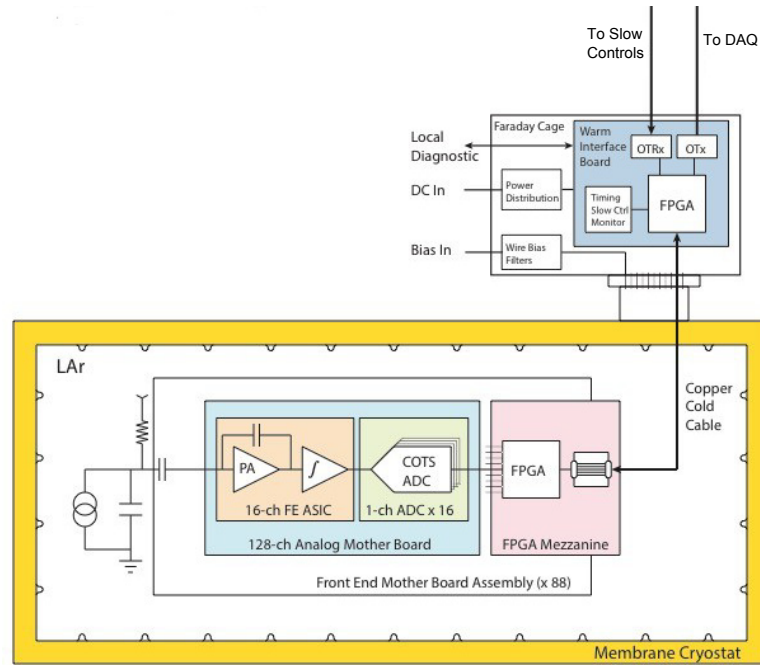 To Slow
Controls
To DAQ
Faraday Cage
Warm
Interface
Board
OTRx
OTx
Local
Diagnostic
DC In
Power
Distribution
Timing
Slow Ctrl
Monitor
FPGA
Bias In
Wire Bias
Filters
LAr
Copper
Cold
Cable
PA
∫
COTS
ADC
FPGA
16-ch FE ASIC
1-ch ADC x 16
128-ch Analog Mother Board
FPGA Mezzanine
Front End Mother Board Assembly (x 88)
Membrane Cryostat